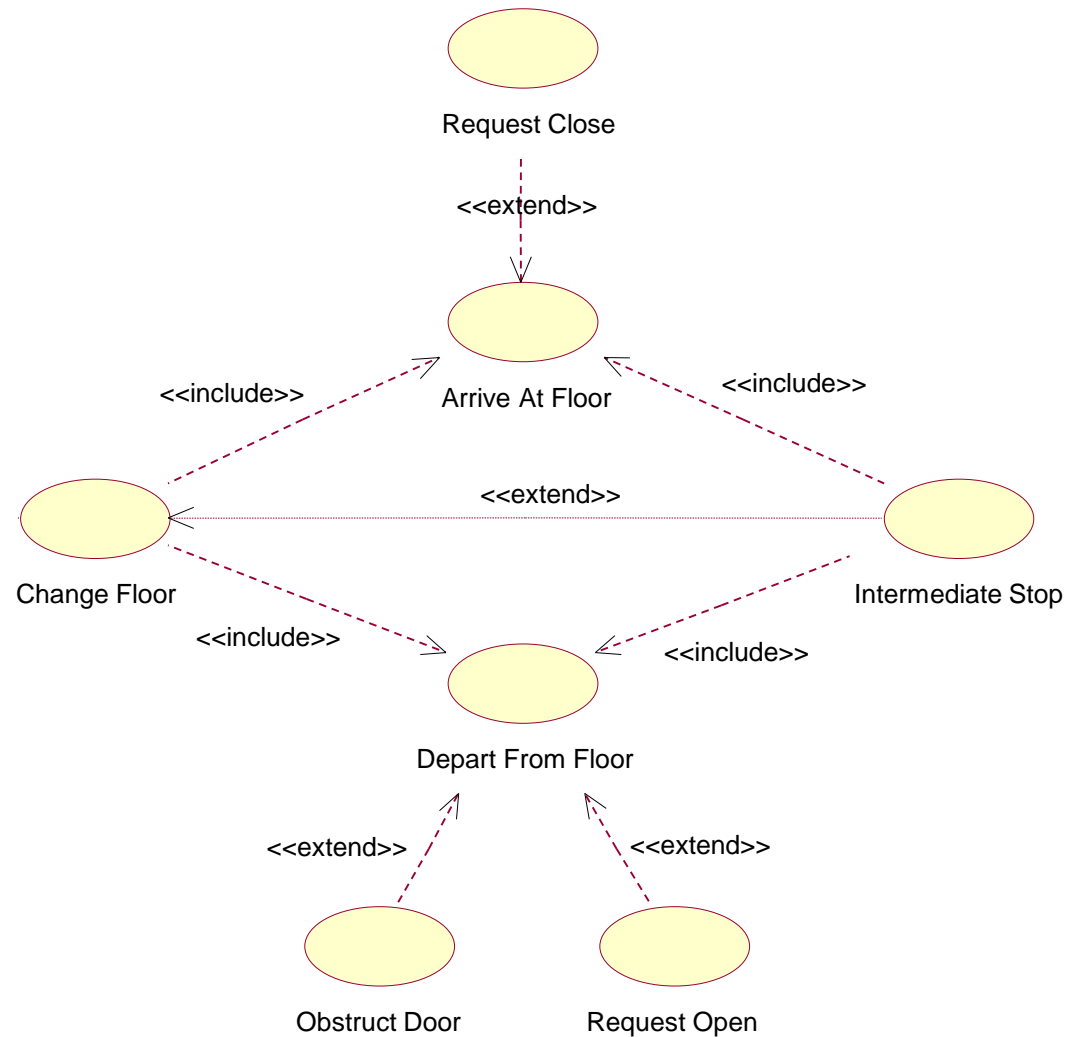 Request Close
<<extend>>
Arrive At Floor
<<include>>
<<include>>
<<extend>>
Change Floor
Intermediate Stop
<<include>>
<<include>>
Depart From Floor
<<extend>>
<<extend>>
Obstruct Door
Request Open